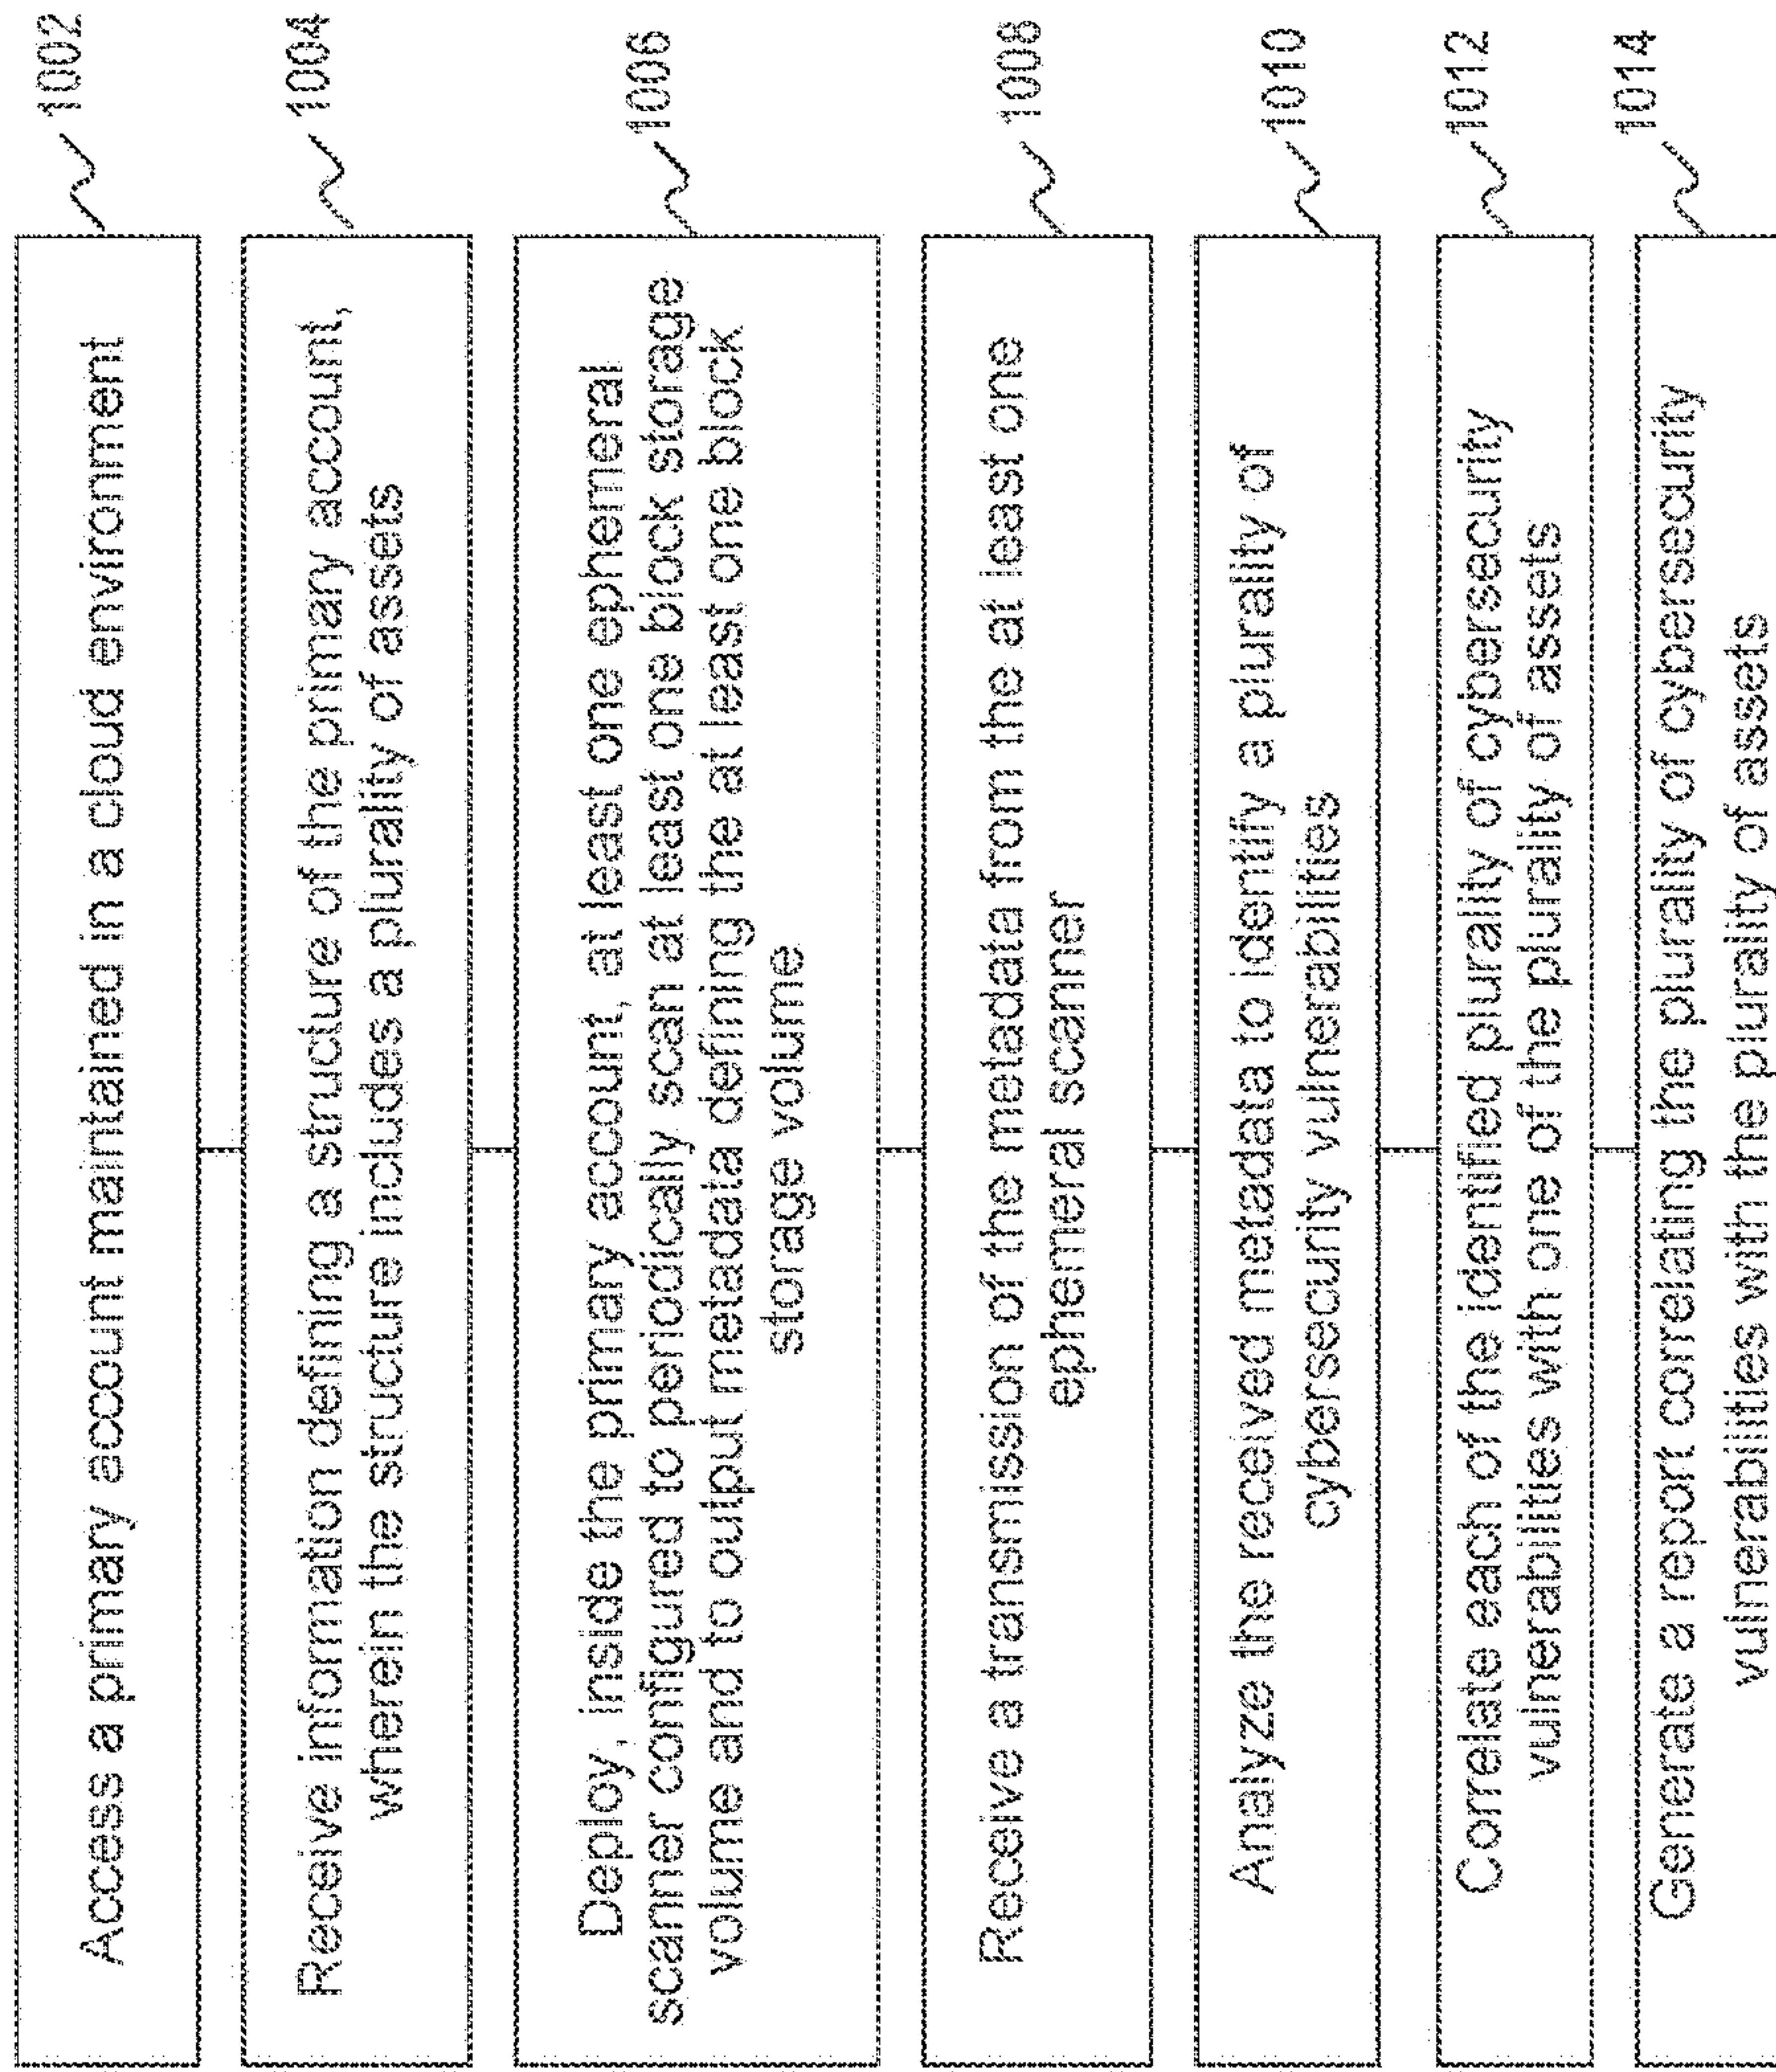 Access a primary account maintained in a cloud environment
1002
Receive information defining a structure of the primary account,
wherein the structure includes a plurality of assets
1004
Deploy, inside the primary account, at least one ephemeral
scanner configured to periodically scan at least one block storage
volume and to output metadata defining the at least one block
storage volume
1006
Receive a transmission of the metadata from the at least one
ephemeral scanner
1008
Analyze the received metadata to identify a plurality of
cybersecurity vulnerabilities
1010
Correlate each of the identified plurality of cybersecurity
vulnerabilities with one of the plurality of assets
1012
Generate a report correlating the plurality of cybersecurity
vulnerabilities with the plurality of assets
1014